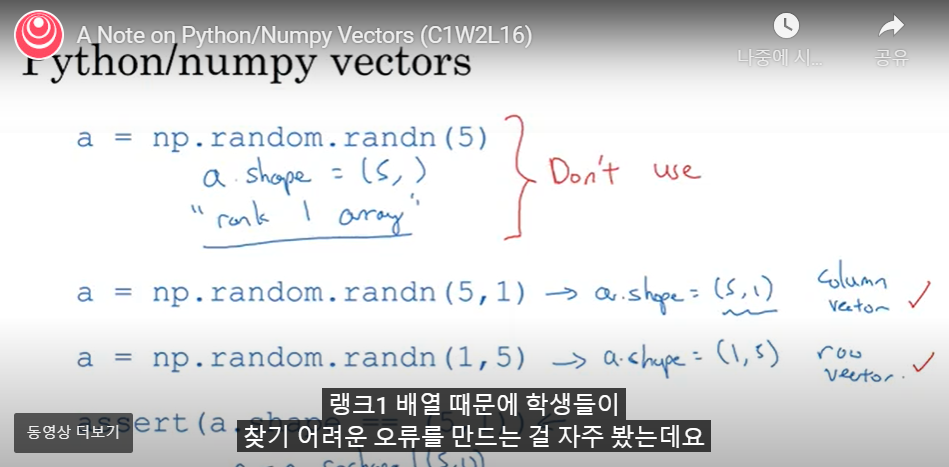 A Note on Python/Numpy Vectors (C1W2L16)
나중에 시...
공유
Python/numpy vectors
a = np.random.randn(5)
a.shape = (5,)
"rank 1 array"
Don't use
a = np.random.randn(5,1) → a.shape = (5,1) column vector ✓
a = np.random.randn(1,5) → a.shape = (1,5) row vector. ✓
랭크1 배열 때문에 학생들이
찾기 어려운 오류를 만드는 걸 자주 봤는데요
assert(a.shape
동영상 더보기